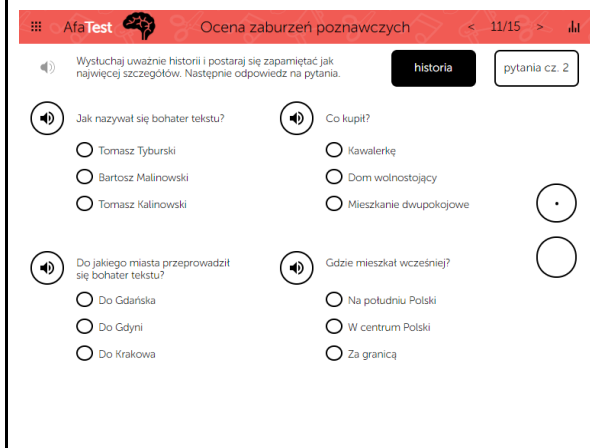 AfaTest
Ocena zaburzeń poznawczych
< 11/15 >
Wysłuchaj uważnie historii i postaraj się zapamiętać jak
najwięcej szczegółów. Następnie odpowiedz na pytania.
historia
pytania cz. 2
Jak nazywał się bohater tekstu?
Tomasz Tyburski
Bartosz Malinowski
Tomasz Kalinowski
Co kupił?
Kawalerkę
Dom wolnostojący
Mieszkanie dwupokojowe
Do jakiego miasta przeprowadził
się bohater tekstu?
Do Gdańska
Do Gdyni
Do Krakowa
Gdzie mieszkał wcześniej?
Na południu Polski
W centrum Polski
Za granicą